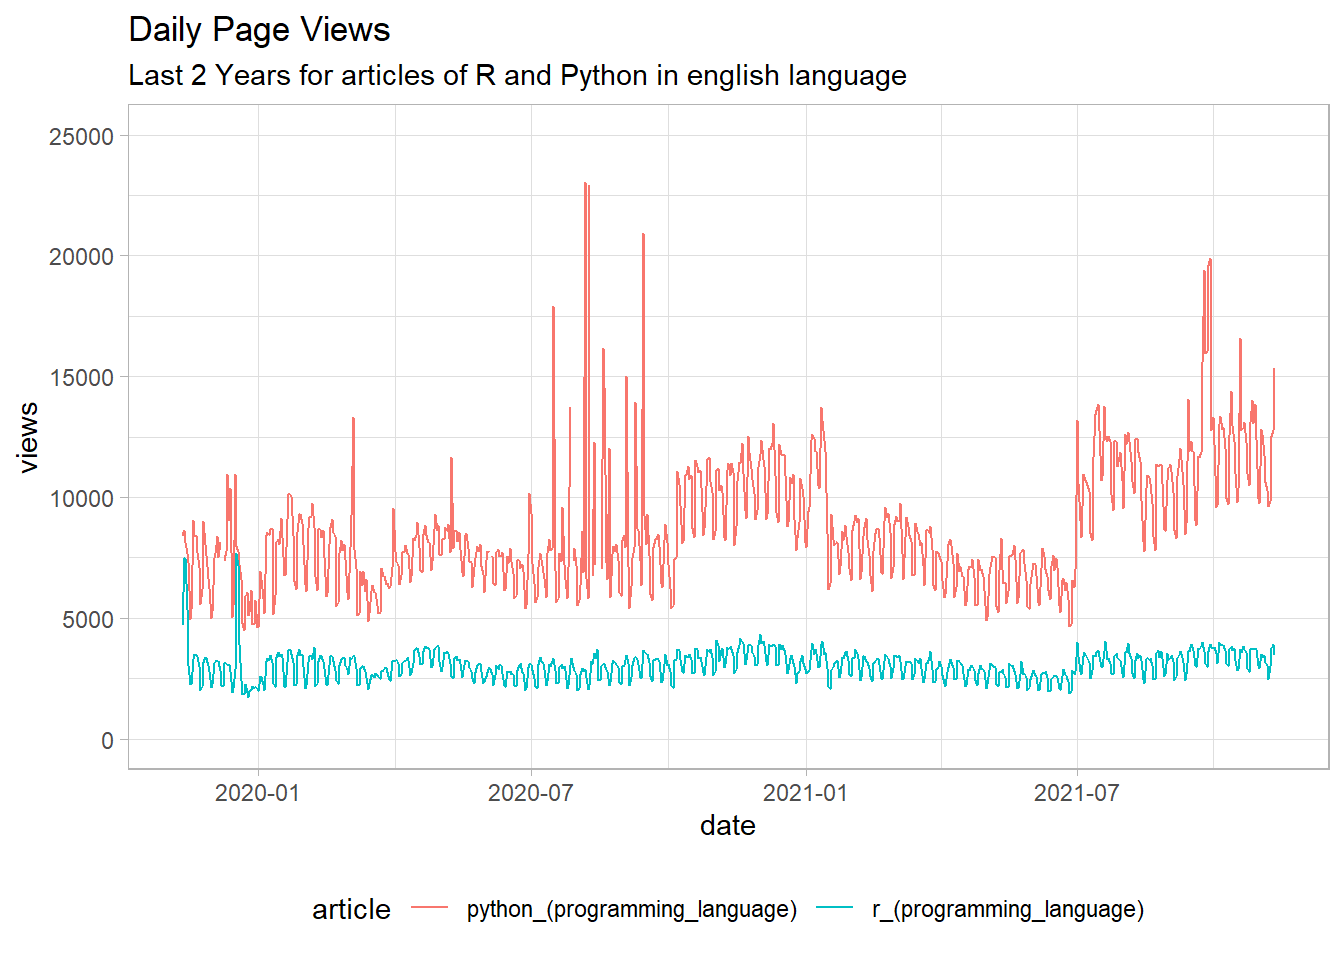 Daily Page Views
Last 2 Years for articles of R and Python in english language
25000
20000
15000
10000
5000
0
views
2020-01 2020-07 2021-01 2021-07
date
article python_(programming_language) r_(programming_language)